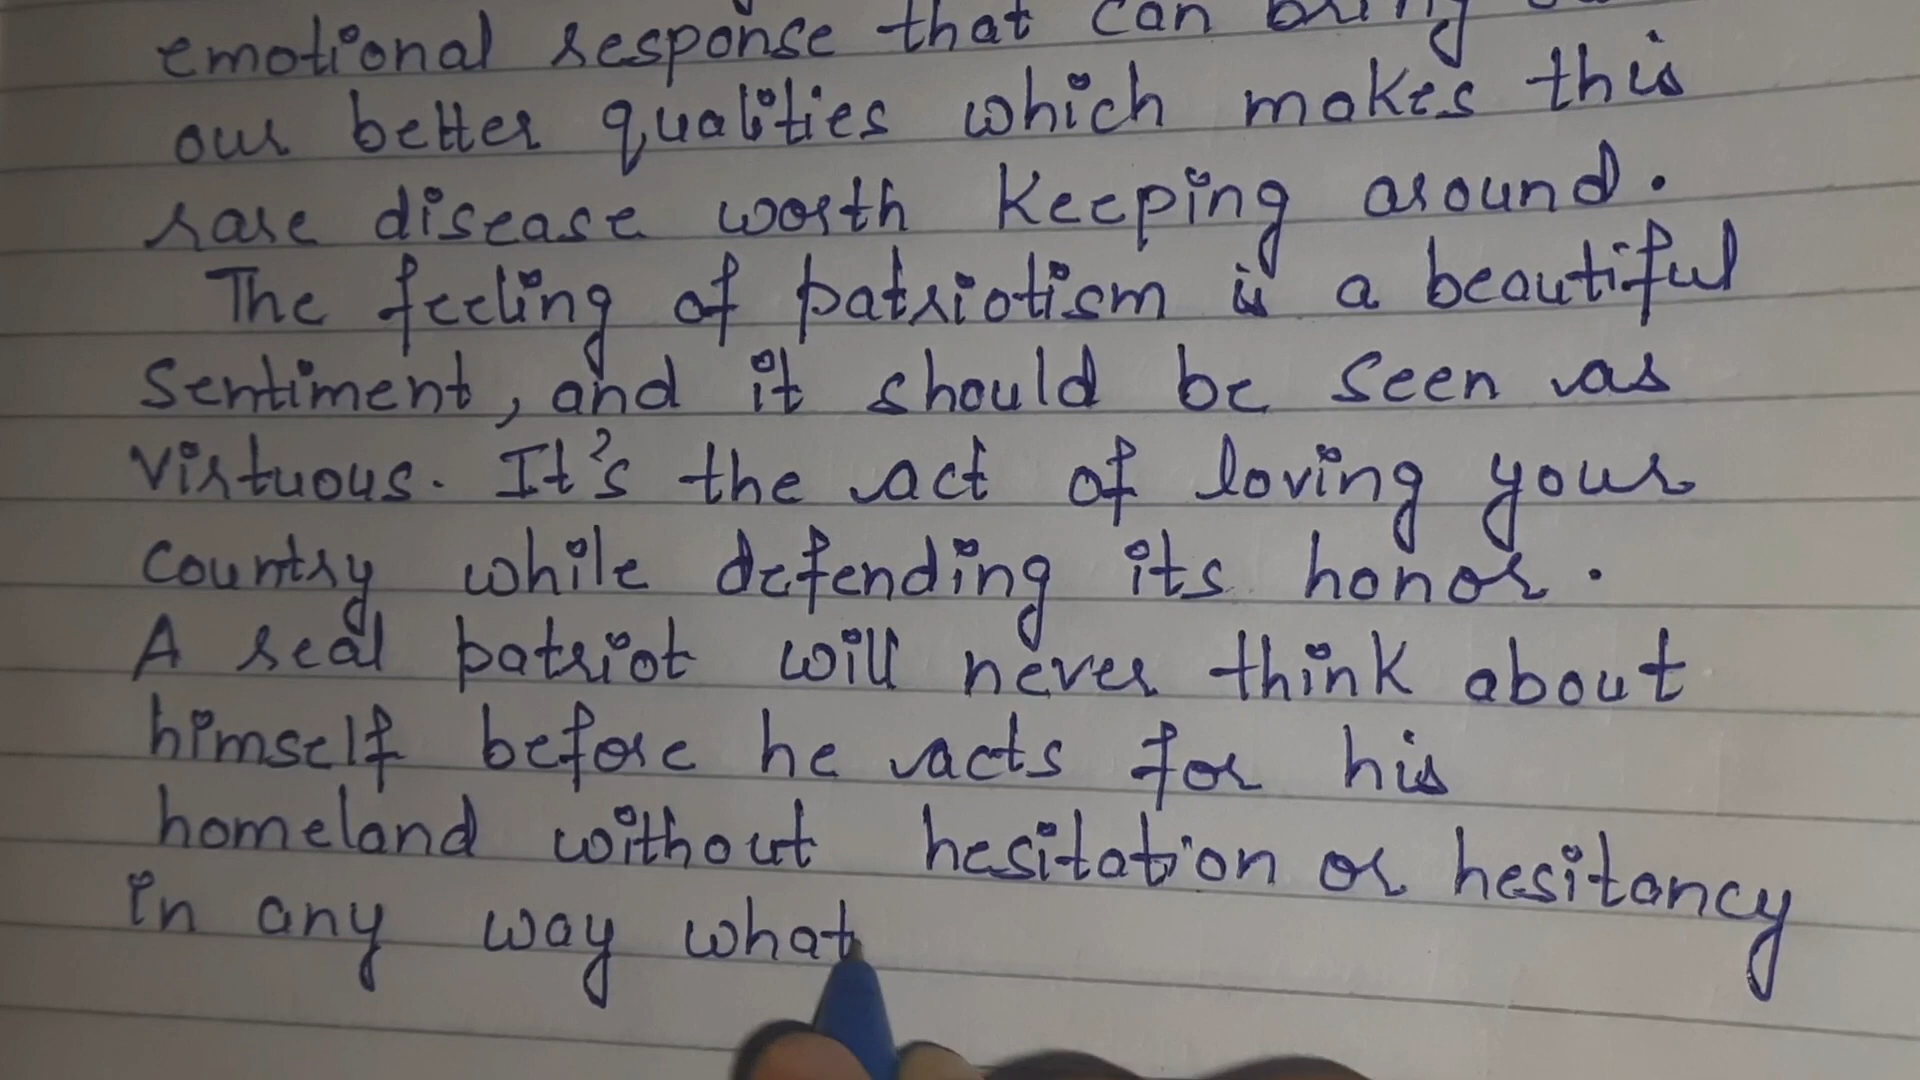 emotional response that can bring
our better qualities which makes this
rare disease worth keeping around.
The feeling of patriotism is a beautiful
Sentiment, and it should be seen as
virtuous. It's the act of loving your
country while defending its honor.
A real patriot will never think about
himself before he acts for his
homeland without hesitation or hesitancy
in any way what